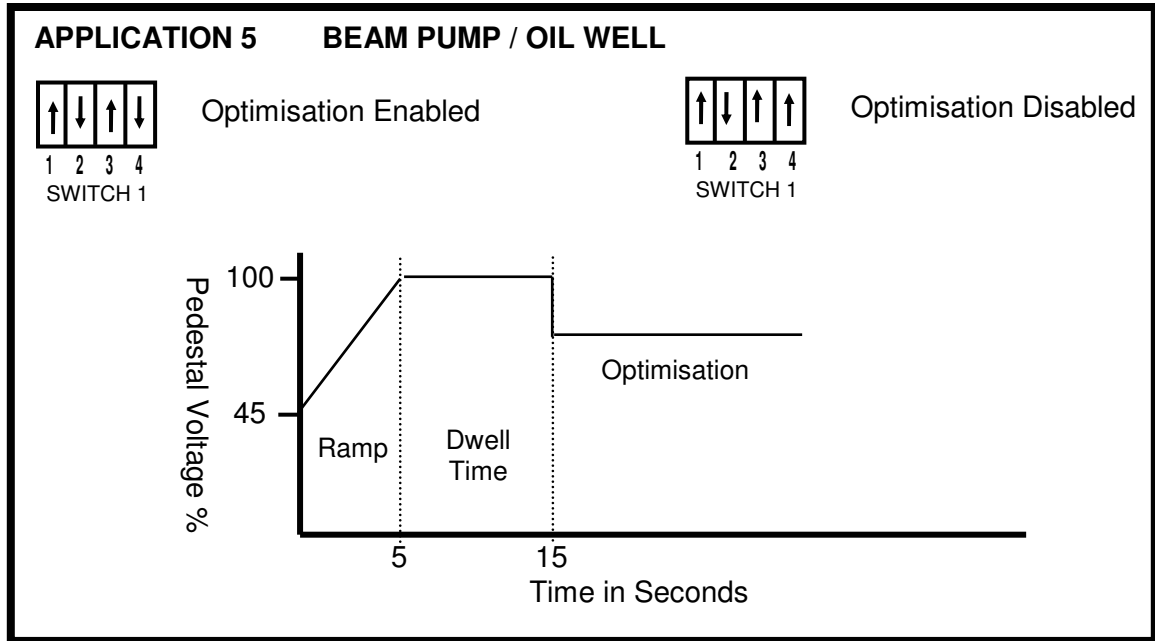 APPLICATION 5 BEAM PUMP / OIL WELL
Optimisation Enabled
1 2 3 4
SWITCH 1
Optimisation Disabled
1 2 3 4
SWITCH 1
Pedestal Voltage %
100
45
Ramp
Dwell
Time
Optimisation
5 15
Time in Seconds